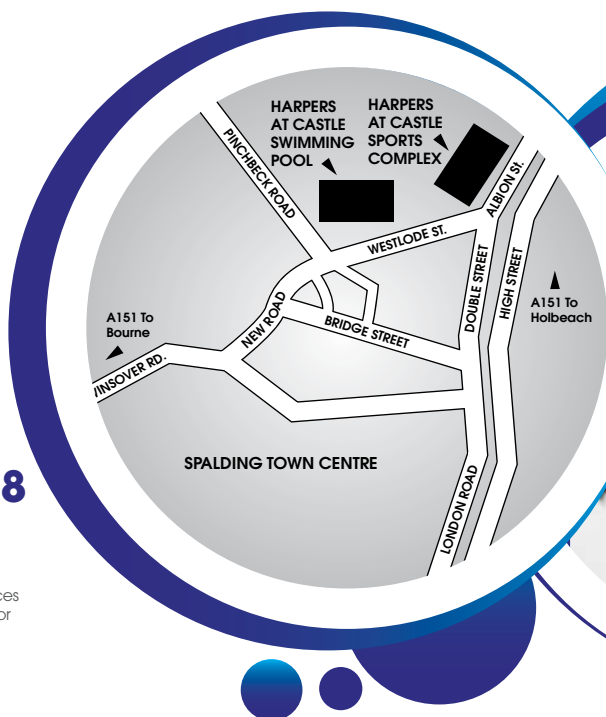 HARPERS
AT CASTLE
SWIMMING
POOL
HARPERS
AT CASTLE
SPORTS
COMPLEX
PINCHBECK ROAD
ALBION St.
WESTLODE ST.
DOUBLE STREET
HIGH STREET
A151 To
Holbeach
NEW ROAD
BRIDGE STREET
A151 To
Bourne
WINSOVER RD.
SPALDING TOWN CENTRE
LONDON ROAD
8
or